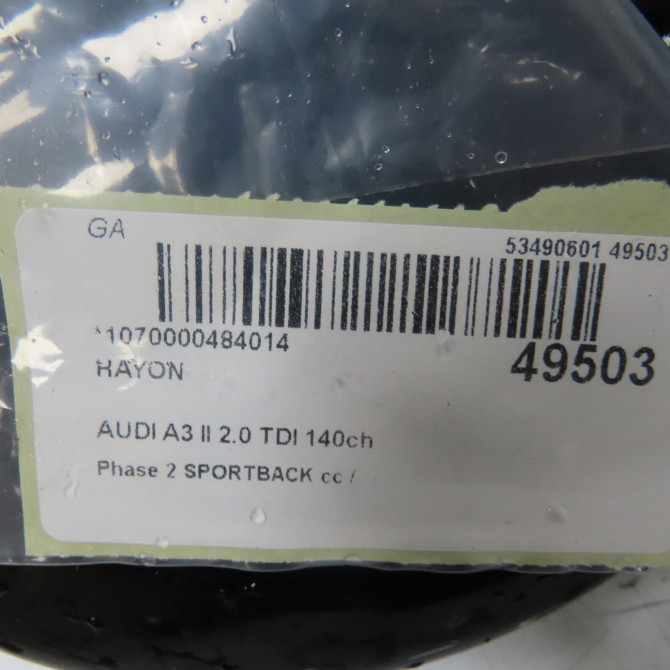 GA
53490601 49503
*1070000484014
49503
RAYON
AUDI A3 II 2.0 TDI 140ch
Phase 2 SPORTBACK cc /